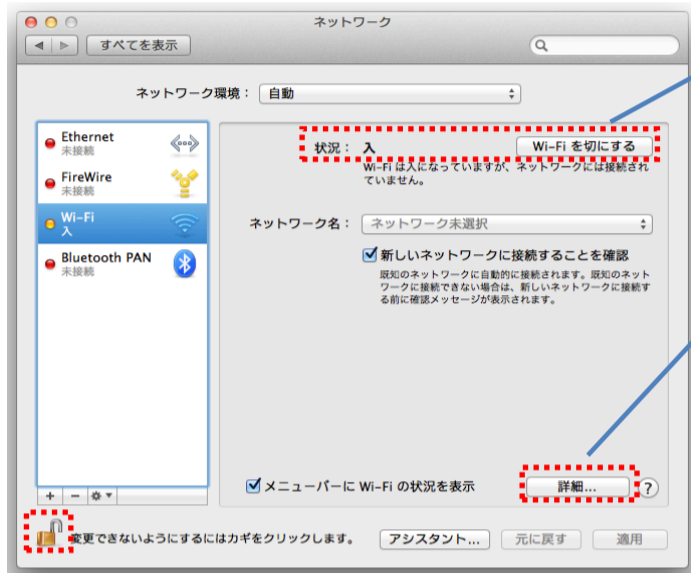 ネットワーク
すべてを表示
ネットワーク環境： 自動
Ethernet
未接続
FireWire
未接続
Wi-Fi
入
Bluetooth PAN
未接続
状況： 入 Wi-Fi を切にする
Wi-Fi は入になっていますが、ネットワークには接続され
ていません。
ネットワーク名： ネットワーク未選択
新しいネットワークに接続することを確認
既知のネットワークに自動的に接続されます。既知のネット
ワークに接続できない場合は、新しいネットワークに接続す
る前に確認メッセージが表示されます。
メニューバーに Wi-Fi の状況を表示 詳細... ?
変更できないようにするにはカギをクリックします。 アシスタント... 元に戻す 適用